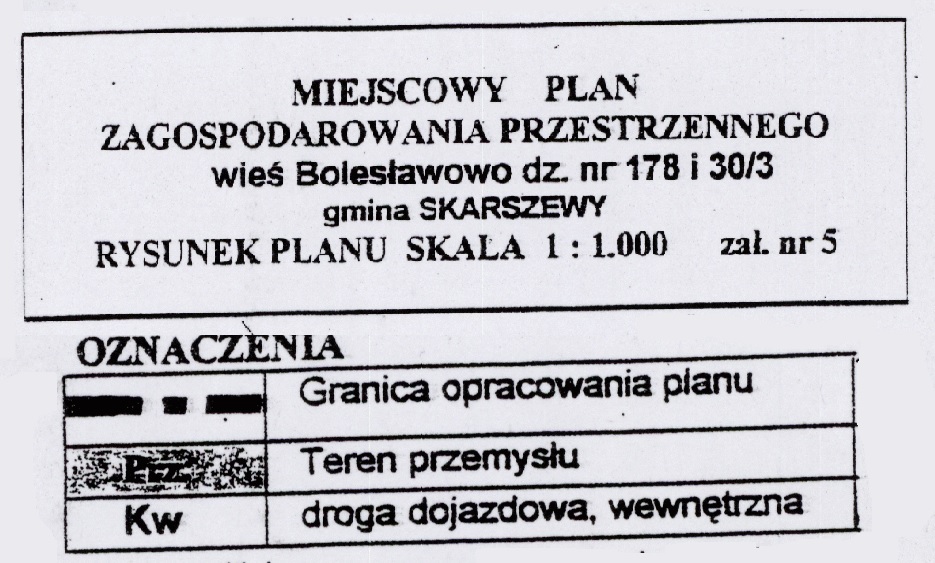 MIEJSCOWY PLAN
ZAGOSPODAROWANIA PRZESTRZENNEGO
wieś Bolesławowo dz. nr 178 i 30/3
gmina SKARSZEWY
RYSUNEK PLANU SKALA 1 : 1.000 zał. nr 5
OZNACZENIA
Granica opracowania planu
Teren przemysłu
Kw droga dojazdowa, wewnętrzna